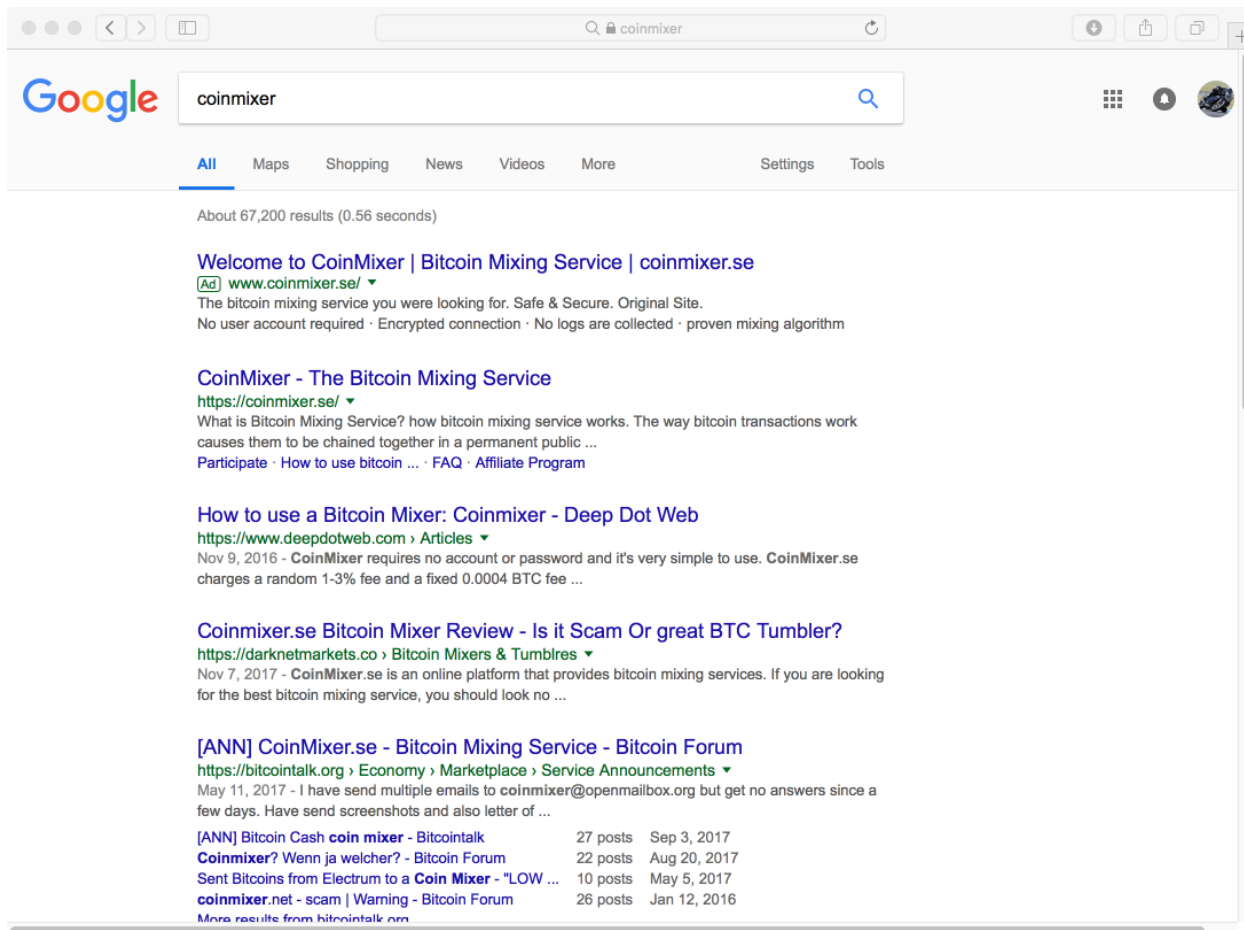 coinmixer
Google
coinmixer
All Maps Shopping News Videos More Settings Tools
About 67,200 results (0.56 seconds)
Welcome to CoinMixer | Bitcoin Mixing Service | coinmixer.se
Ad www.coinmixer.se/
The bitcoin mixing service you were looking for. Safe & Secure. Original Site.
No user account required · Encrypted connection · No logs are collected · proven mixing algorithm
CoinMixer - The Bitcoin Mixing Service
https://coinmixer.se/
What is Bitcoin Mixing Service? how bitcoin mixing service works. The way bitcoin transactions work
causes them to be chained together in a permanent public ...
Participate · How to use bitcoin ... · FAQ · Affiliate Program
How to use a Bitcoin Mixer: Coinmixer - Deep Dot Web
https://www.deepdotweb.com › Articles
Nov 9, 2016 - CoinMixer requires no account or password and it's very simple to use. CoinMixer.se
charges a random 1-3% fee and a fixed 0.0004 BTC fee ...
Coinmixer.se Bitcoin Mixer Review - Is it Scam Or great BTC Tumbler?
https://darknetmarkets.co › Bitcoin Mixers & Tumblres
Nov 7, 2017 - CoinMixer.se is an online platform that provides bitcoin mixing services. If you are looking
for the best bitcoin mixing service, you should look no ...
[ANN] CoinMixer.se - Bitcoin Mixing Service - Bitcoin Forum
https://bitcointalk.org › Economy › Marketplace › Service Announcements
May 11, 2017 - I have send multiple emails to coinmixer@openmailbox.org but get no answers since a
few days. Have send screenshots and also letter of ...
[ANN] Bitcoin Cash coin mixer - Bitcointalk 27 posts Sep 3, 2017
Coinmixer? Wenn ja welcher? - Bitcoin Forum 22 posts Aug 20, 2017
Sent Bitcoins from Electrum to a Coin Mixer - "LOW ... 10 posts May 5, 2017
coinmixer.net - scam | Warning - Bitcoin Forum 26 posts Jan 12, 2016
More results from bitcointalk.org